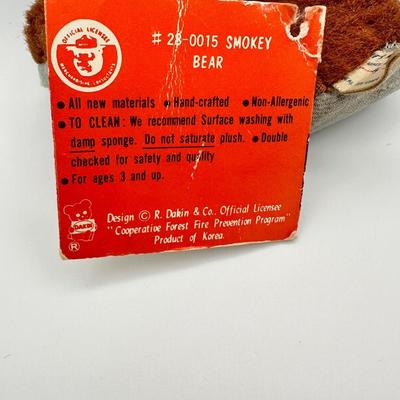 OFFICIAL LICENSEE
# 28-0015 SMOKEY
BEAR
● All new materials ● Hand-crafted ● Non-Allergenic
● TO CLEAN: We recommend Surface washing with
damp sponge. Do not saturate plush. ● Double
checked for safety and quality
● For ages 3 and up.
DAKIN
®
Design © R. Dakin & Co., Official Licensee
"Cooperative Forest Fire Prevention Program"
Product of Korea.